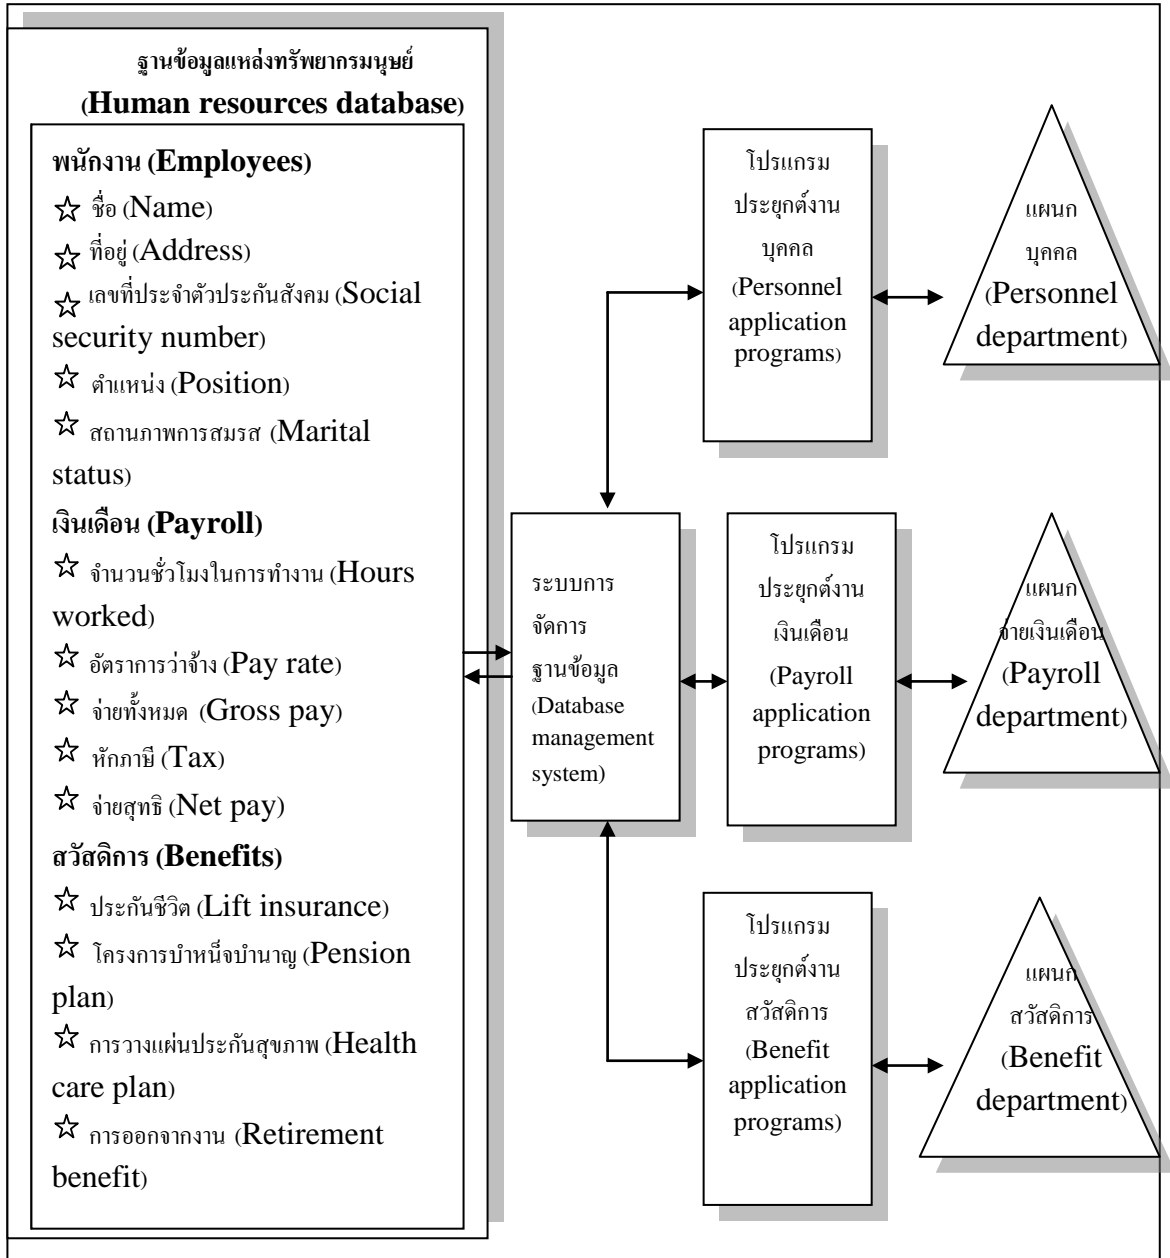 ฐานข้อมูลแหล่งทรัพยากรมนุษย์
(Human resources database)
พนักงาน (Employees)
ชื่อ (Name)
ที่อยู่ (Address)
เลขที่ประจำตัวประกันสังคม (Social
security number)
ตำแหน่ง (Position)
สถานภาพการสมรส (Marital
status)
เงินเดือน (Payroll)
จำนวนชั่วโมงในการทำงาน (Hours
worked)
อัตราการว่าจ้าง (Pay rate)
จ่ายทั้งหมด (Gross pay)
หักภาษี (Tax)
จ่ายสุทธิ (Net pay)
สวัสดิการ (Benefits)
ประกันชีวิต (Lift insurance)
โครงการบำหน็จบำนาญ (Pension
plan)
การวางแผ่นประกันสุขภาพ (Health
care plan)
การออกจากงาน (Retirement
benefit)
ระบบการ
จัดการ
ฐานข้อมูล
(Database
management
system)
โปรแกรม
ประยุกต์งาน
บุคคล
(Personnel
application
programs)
แผนก
บุคคล
(Personnel
department)
โปรแกรม
ประยุกต์งาน
เงินเดือน
(Payroll
application
programs)
แผนก
จ่ายเงินเดือน
(Payroll
department)
โปรแกรม
ประยุกต์งาน
สวัสดิการ
(Benefit
application
programs)
แผนก
สวัสดิการ
(Benefit
department)